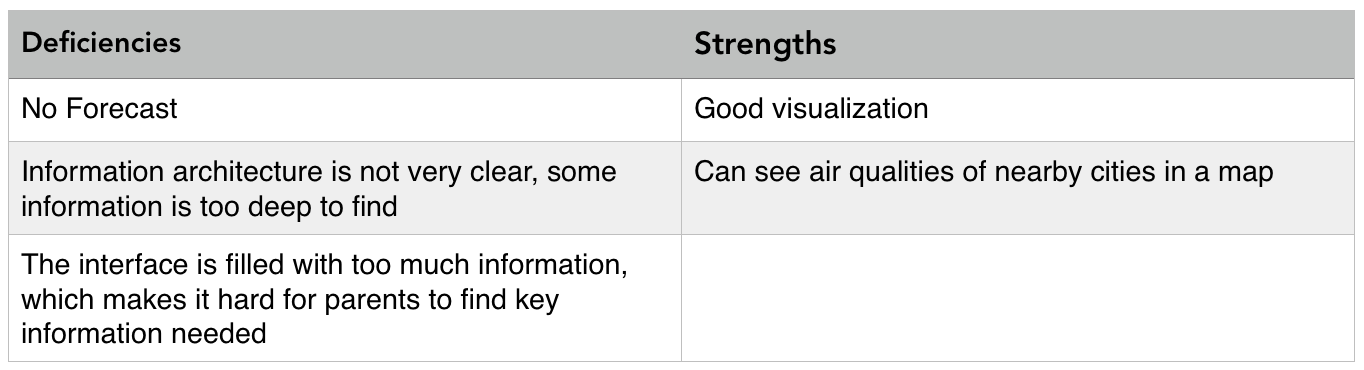 Deficiencies
Strengths
No Forecast
Good visualization
Information architecture is not very clear, some
information is too deep to find
Can see air qualities of nearby cities in a map
The interface is filled with too much information,
which makes it hard for parents to find key
information needed